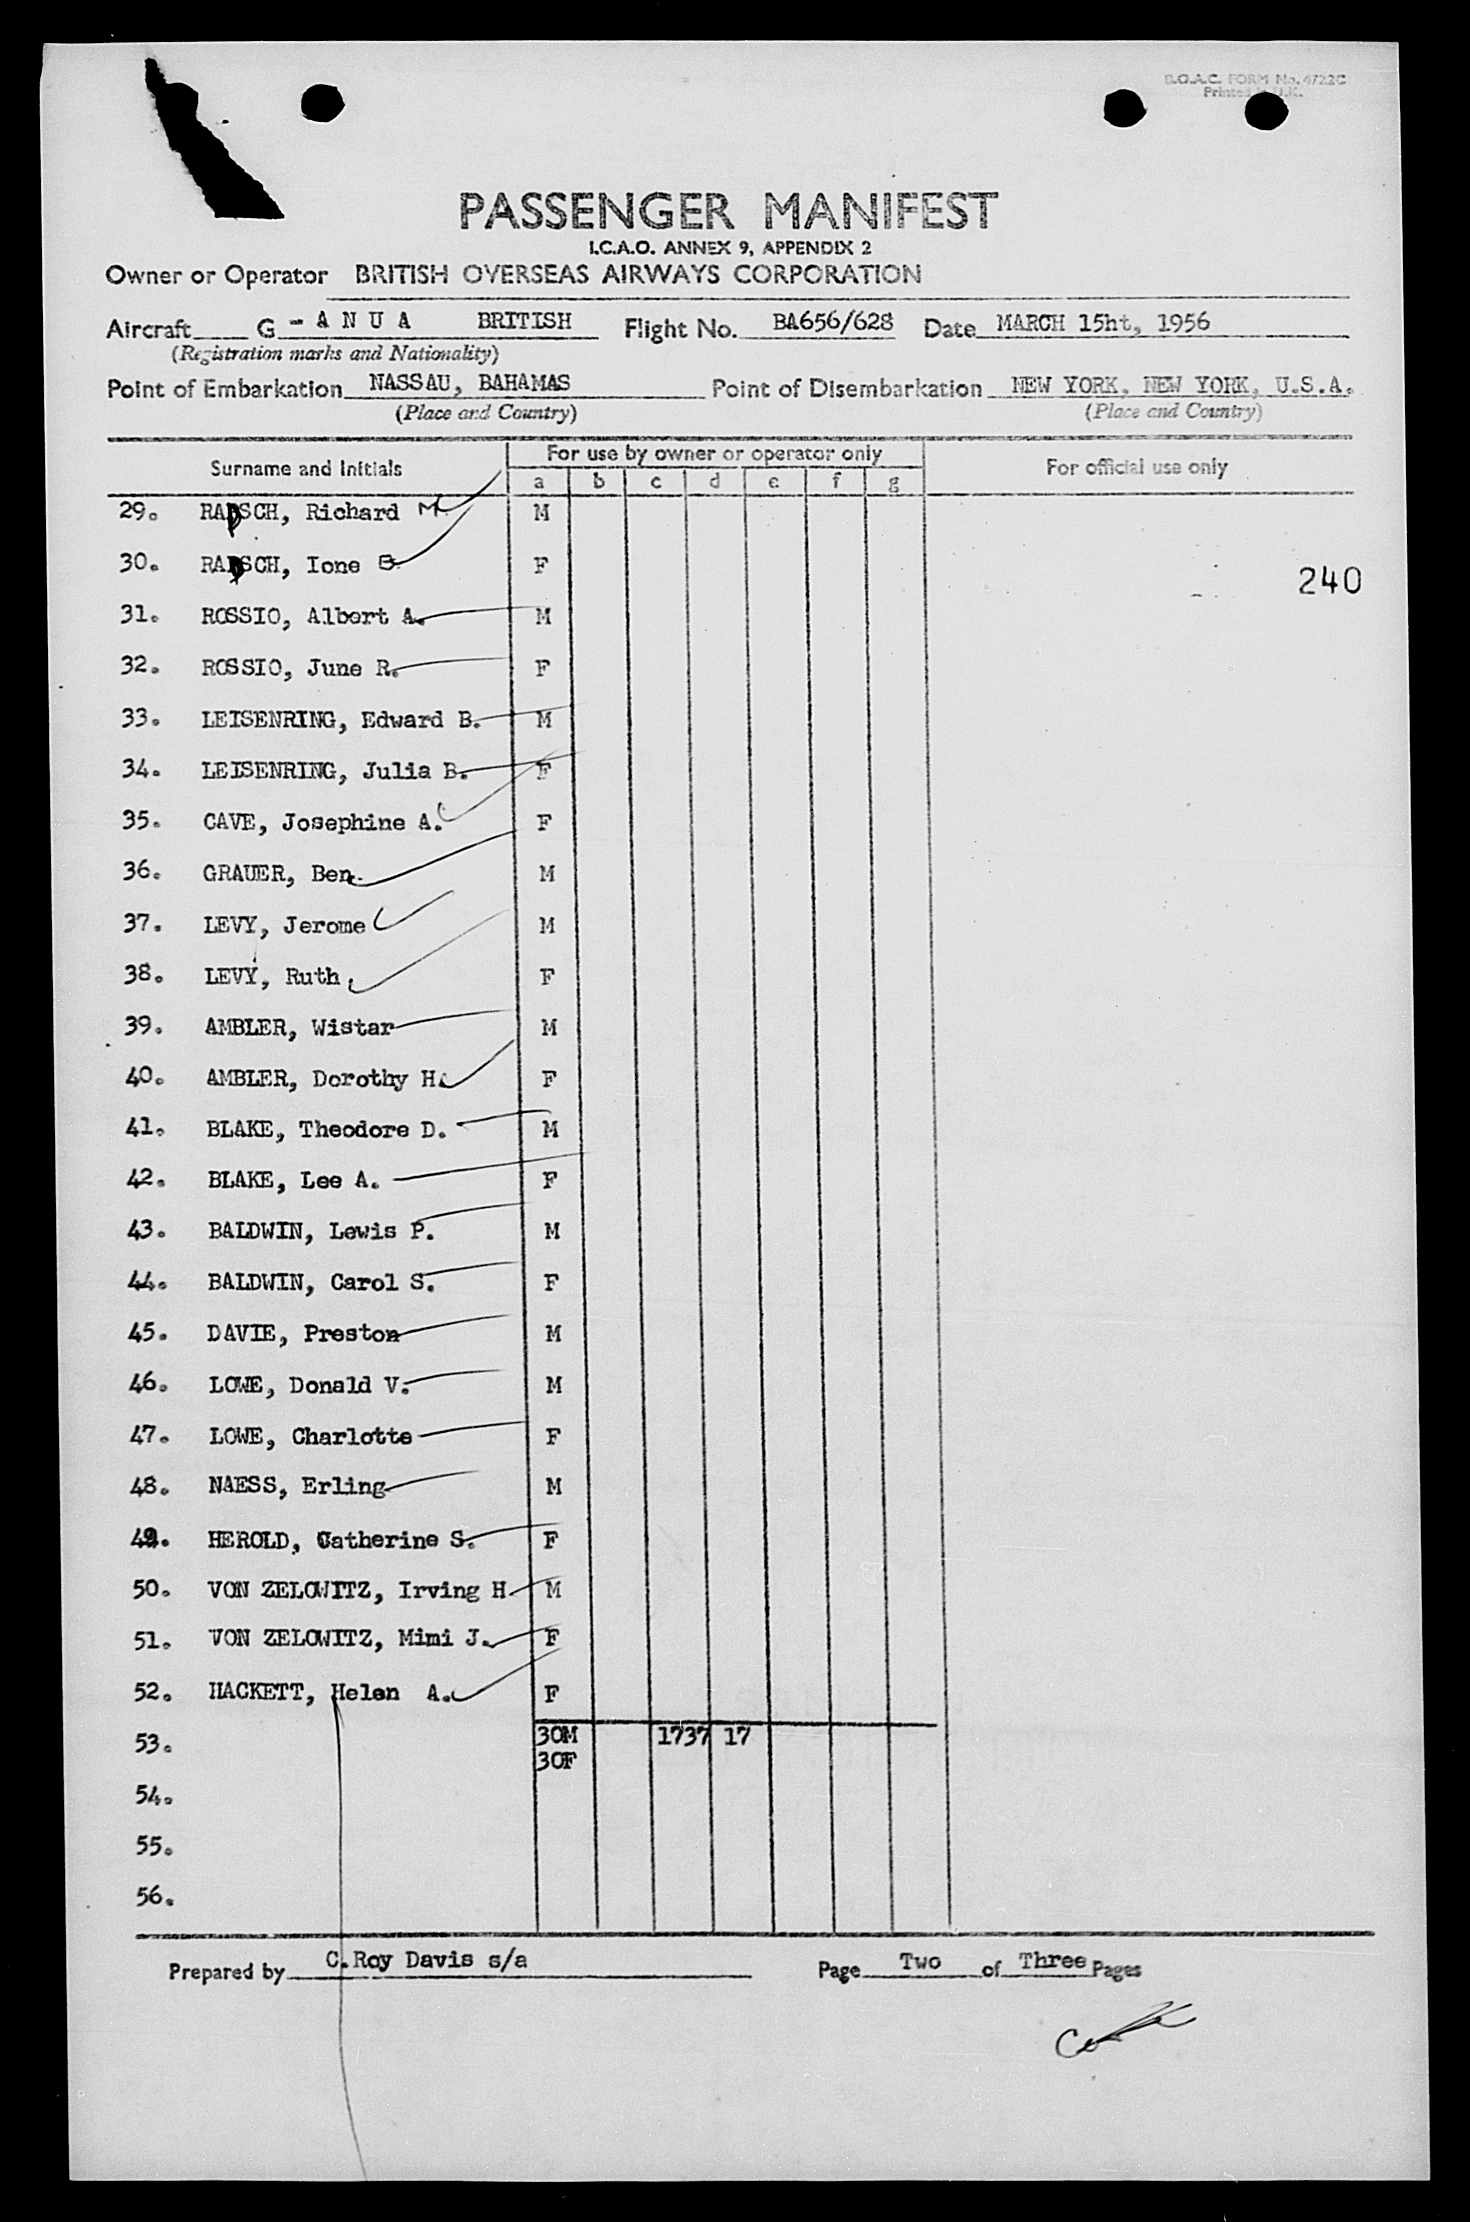 B.O.A.C. FORM No. 4722C
Printed in U.K.
PASSENGER MANIFEST
I.C.A.O. ANNEX 9, APPENDIX 2
Owner or Operator BRITISH OVERSEAS AIRWAYS CORPORATION
Aircraft G - A N U A BRITISH Flight No. BA656/628 Date MARCH 15ht, 1956
(Registration marks and Nationality)
Point of Embarkation NASSAU, BAHAMAS Point of Disembarkation NEW YORK, NEW YORK, U.S.A.
(Place and Country) (Place and Country)
Surname and Initials For use by owner or operator only For official use only
a b c d e f g
29. RADSCH, Richard M M
30. RADSCH, Ione B. F
240
31. ROSSIO, Albert A. M
32. ROSSIO, June R. F
33. LEISENRING, Edward B. M
34. LEISENRING, Julia B. F
35. CAVE, Josephine A. F
36. GRAUER, Ben. M
37. LEVY, Jerome M
38. LEVY, Ruth F
39. AMBLER, Wistar M
40. AMBLER, Dorothy H. F
41. BLAKE, Theodore D. M
42. BLAKE, Lee A. F
43. BALDWIN, Lewis P. M
44. BALDWIN, Carol S. F
45. DAVIE, Preston M
46. LOWE, Donald V. M
47. LOWE, Charlotte F
48. NAESS, Erling M
49. HEROLD, Catherine S. F
50. VON ZELOWITZ, Irving H M
51. VON ZELOWITZ, Mimi J. F
52. HACKETT, Helen A. F
53. 30M 1737 17
30F
54.
55.
56.
Prepared by C.Roy Davis s/a Page Two of Three Pages